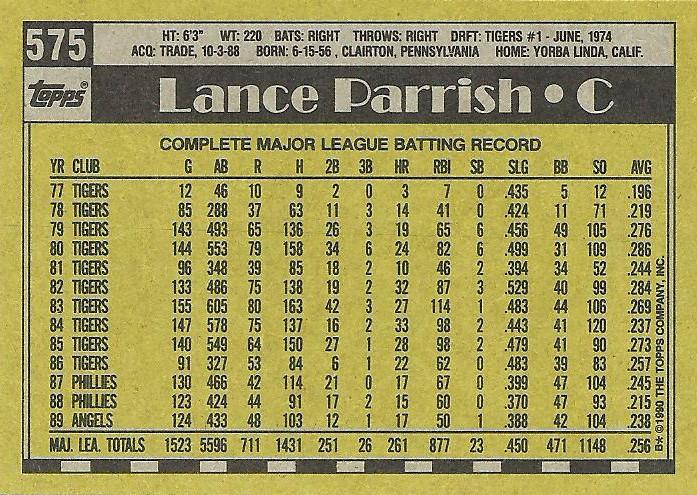 575
HT: 6'3" WT: 220 BATS: RIGHT THROWS: RIGHT DRFT: TIGERS #1 - JUNE, 1974
ACQ: TRADE, 10-3-88 BORN: 6-15-56 , CLAIRTON, PENNSYLVANIA HOME: YORBA LINDA, CALIF.
Topps®
Lance Parrish • C
COMPLETE MAJOR LEAGUE BATTING RECORD
YR CLUB G AB R H 2B 3B HR RBI SB SLG BB SO AVG
77 TIGERS 12 46 10 9 2 0 3 7 0 .435 5 12 .196
78 TIGERS 85 288 37 63 11 3 14 41 0 .424 11 71 .219
79 TIGERS 143 493 65 136 26 3 19 65 6 .456 49 105 .276
80 TIGERS 144 553 79 158 34 6 24 82 6 .499 31 109 .286
81 TIGERS 96 348 39 85 18 2 10 46 2 .394 34 52 .244
82 TIGERS 133 486 75 138 19 2 32 87 3 .529 40 99 .284
83 TIGERS 155 605 80 163 42 3 27 114 1 .483 44 106 .269
84 TIGERS 147 578 75 137 16 2 33 98 2 .443 41 120 .237
85 TIGERS 140 549 64 150 27 1 28 98 2 .479 41 90 .273
86 TIGERS 91 327 53 84 6 1 22 62 0 .483 39 83 .257
87 PHILLIES 130 466 42 114 21 0 17 67 0 .399 47 104 .245
88 PHILLIES 123 424 44 91 17 2 15 60 0 .370 47 93 .215
89 ANGELS 124 433 48 103 12 1 17 50 1 .388 42 104 .238
MAJ. LEA. TOTALS 1523 5596 711 1431 251 26 261 877 23 .450 471 1148 .256
B* ©1990 THE TOPPS COMPANY, INC.